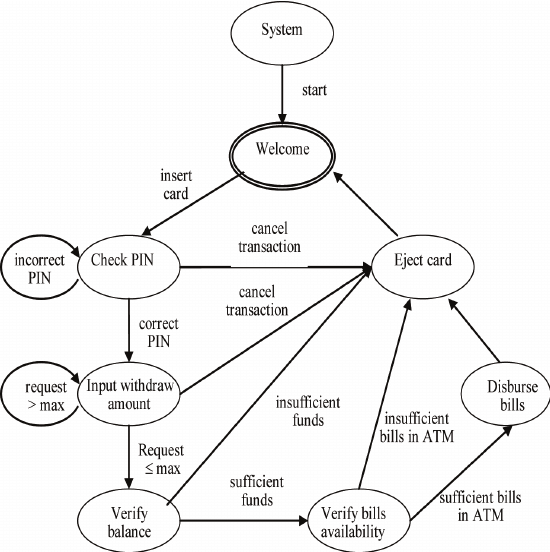 System
start
Welcome
insert
card
cancel
transaction
incorrect
PIN
Check PIN
Eject card
cancel
transaction
correct
PIN
request
> max
Input withdraw
amount
Disburse
bills
insufficient
funds
insufficient
bills in ATM
Request
≤ max
sufficient
funds
sufficient bills
in ATM
Verify
balance
Verify bills
availability